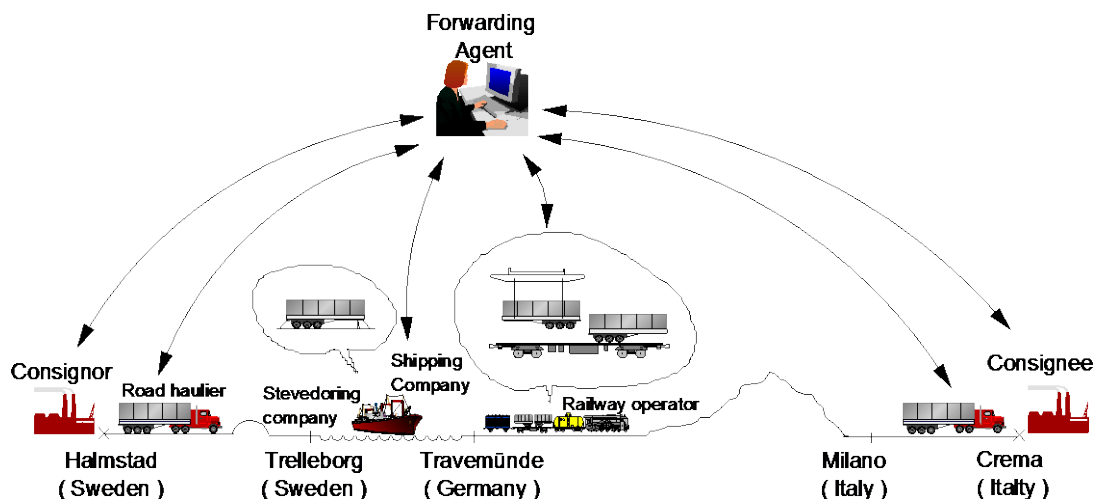 Forwarding
Agent
Consignor
Road haulier
Stevedoring
company
Shipping
Company
Railway operator
Consignee
Halmstad
( Sweden )
Trelleborg
( Sweden )
Travemünde
( Germany )
Milano
( Italy )
Crema
( Italty )